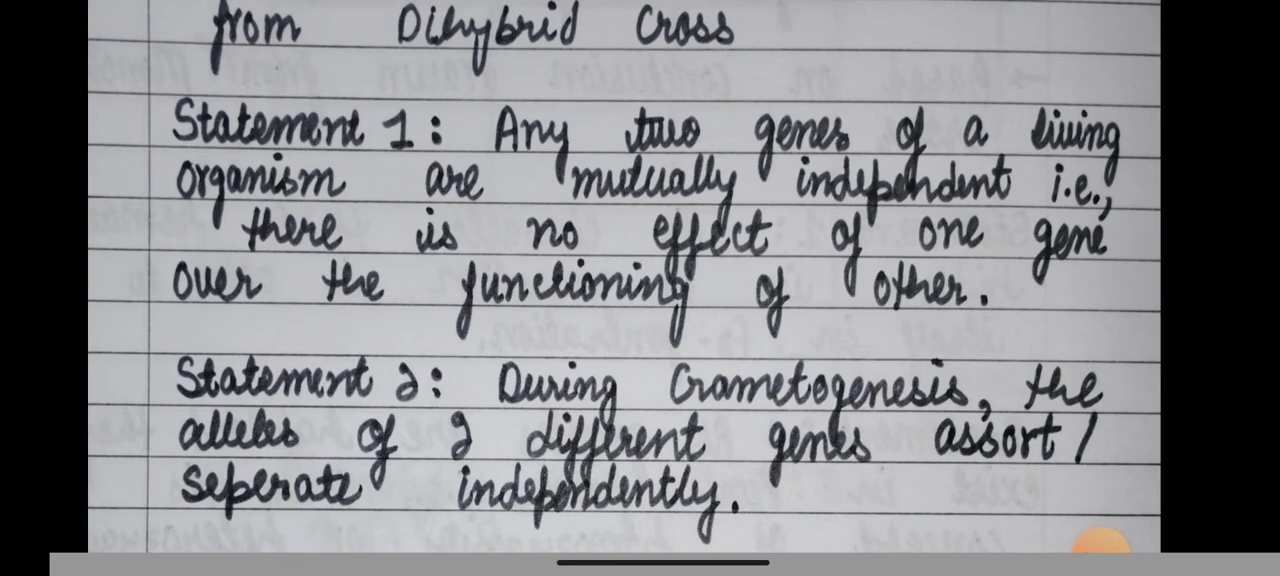 from Dihybrid Cross
Statement 1: Any two genes of a living
organism are mutually independent i.e.,
there is no effect of one gene
over the functioning of other.
Statement 2: During Gametogenesis, the
alleles of 2 different genes assort /
seperate independently.